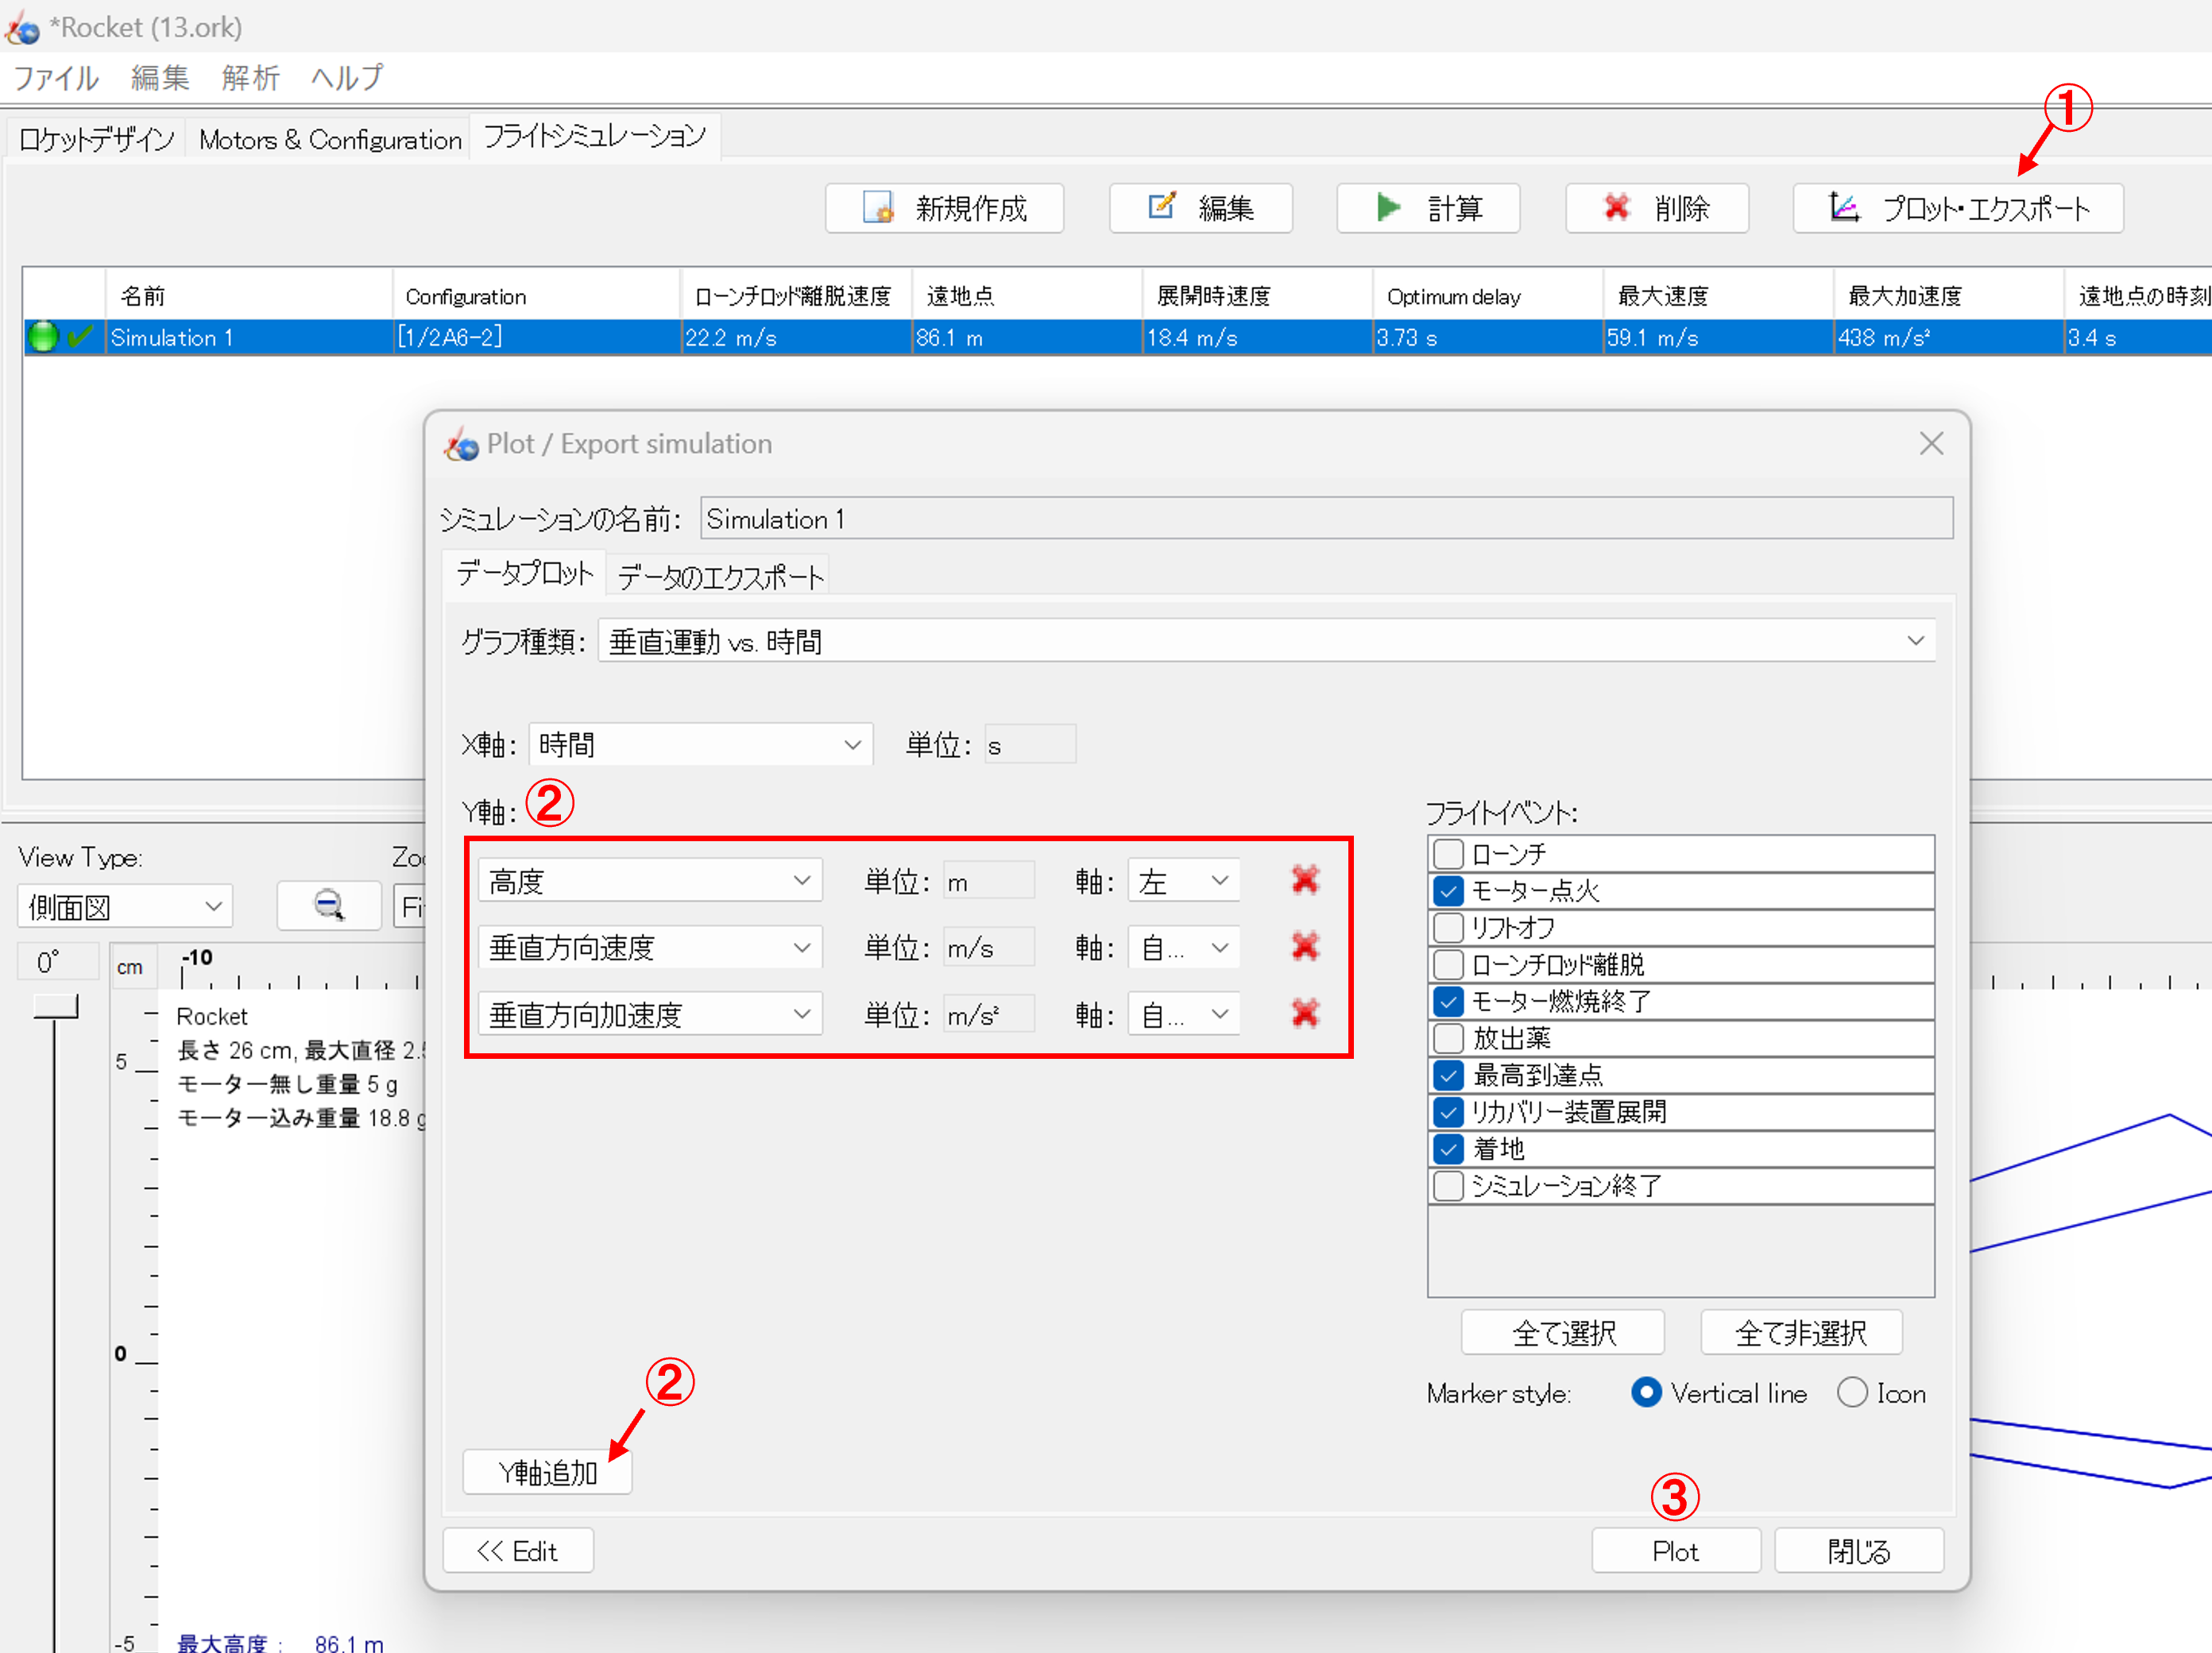 *Rocket (13.ork)
ファイル 編集 解析 ヘルプ
①
ロケットデザイン Motors & Configuration フライトシミュレーション
新規作成 編集 計算 削除 プロット・エクスポート
名前 Configuration ローンチロッド離脱速度 遠地点 展開時速度 Optimum delay 最大速度 最大加速度 遠地点の時刻
Simulation 1 [1/2A6-2] 22.2 m/s 86.1 m 18.4 m/s 3.73 s 59.1 m/s 438 m/s² 3.4 s
Plot / Export simulation
シミュレーションの名前: Simulation 1
データプロット データのエクスポート
グラフ種類: 垂直運動 vs. 時間
X軸: 時間 単位: s
Y軸: ②
高度 単位: m 軸: 左
垂直方向速度 単位: m/s 軸: 自...
垂直方向加速度 単位: m/s² 軸: 自...
フライトイベント:
ローンチ
モーター点火
リフトオフ
ローンチロッド離脱
モーター燃焼終了
放出薬
最高到達点
リカバリー装置展開
着地
シミュレーション終了
全て選択 全て非選択
Marker style: Vertical line Icon
②
Y軸追加
③
<< Edit Plot 閉じる
View Type: Zo
側面図 Fi
0°
cm -10
5
0
-5
Rocket
長さ 26 cm, 最大直径 2.5
モーター無し重量 5 g
モーター込み重量 18.8 g
最大高度: 86.1 m